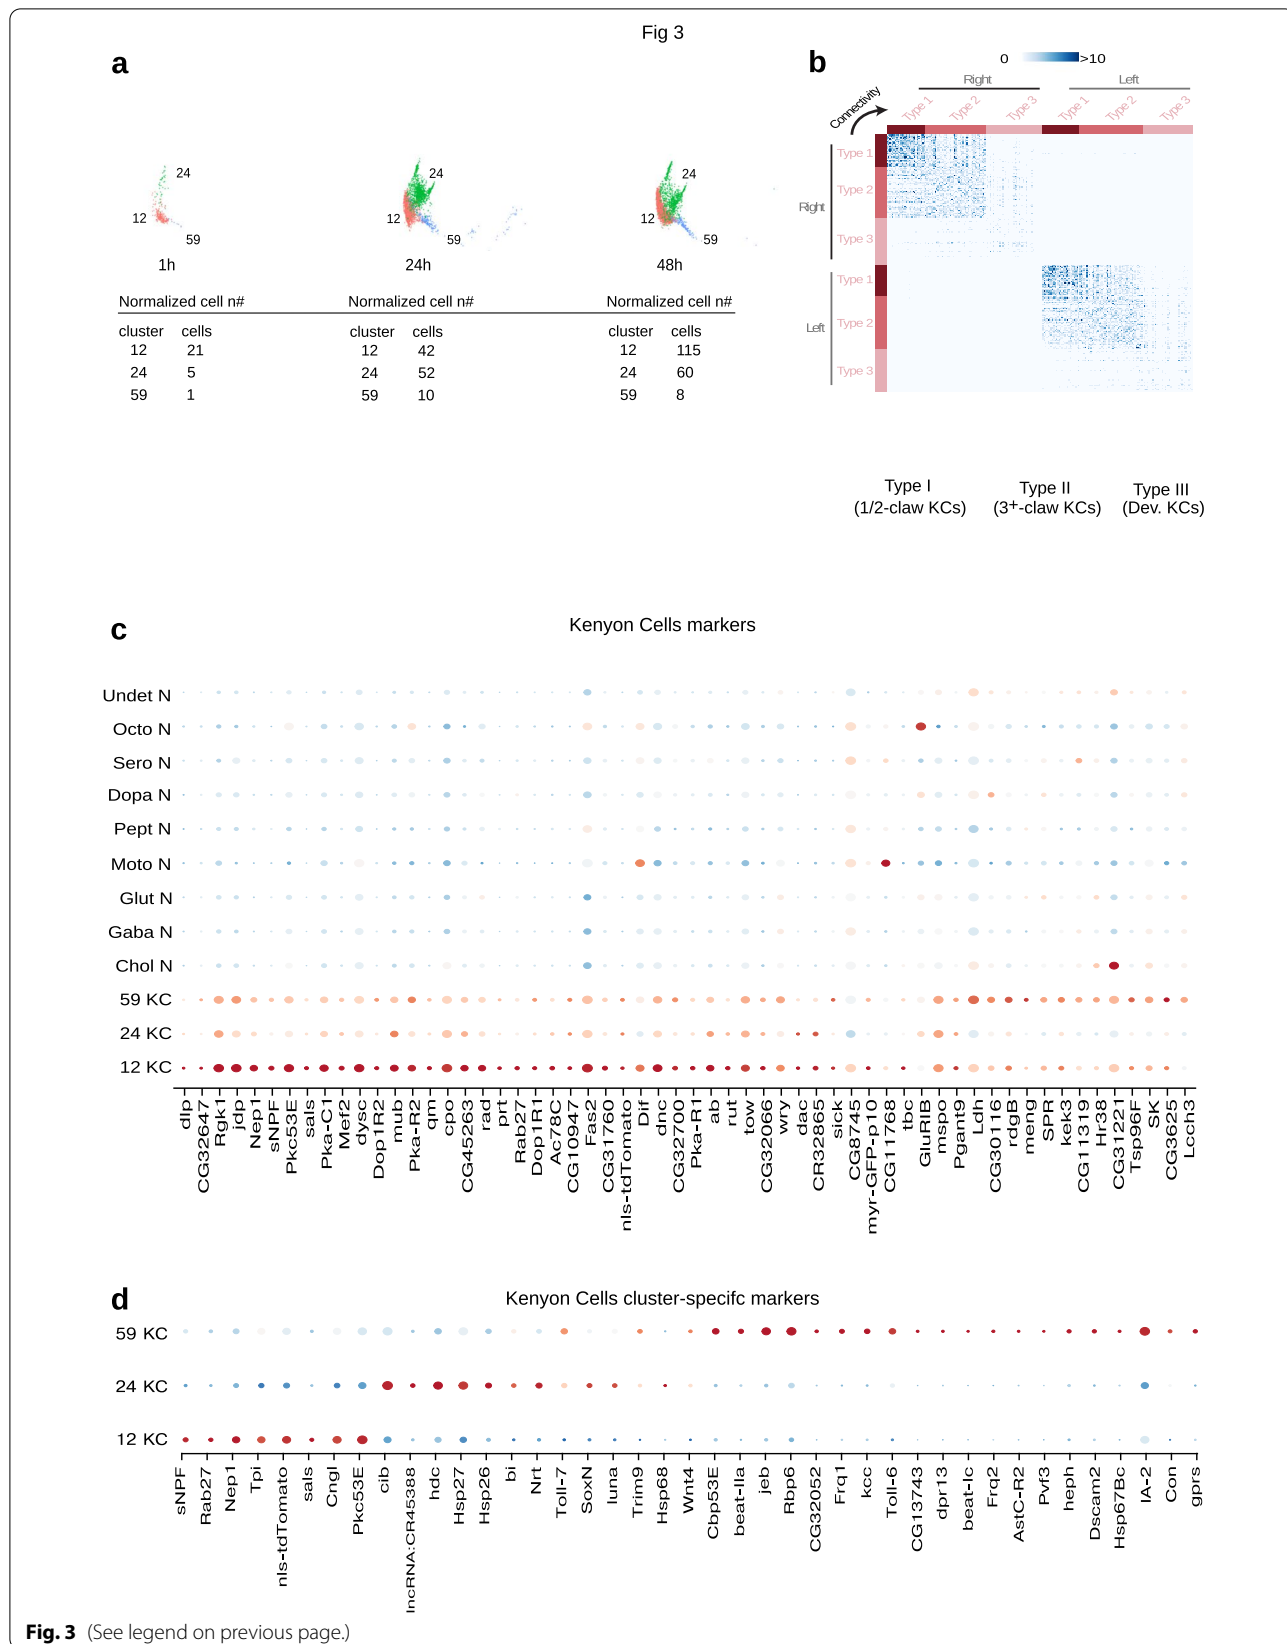 Fig 3
a
24
12
59
1h
24
12
59
24h
24
12
59
48h
Normalized cell n#
Normalized cell n#
Normalized cell n#
cluster cells
12 21
24 5
59 1
cluster cells
12 42
24 52
59 10
cluster cells
12 115
24 60
59 8
b
0 >10
Right Left
Connectivity
Type 1 Type 2 Type 3 Type 1 Type 2 Type 3
Right
Type 1
Type 2
Type 3
Left
Type 1
Type 2
Type 3
Type I
(1/2-claw KCs)
Type II
(3+-claw KCs)
Type III
(Dev. KCs)
c
Kenyon Cells markers
Undet N
Octo N
Sero N
Dopa N
Pept N
Moto N
Glut N
Gaba N
Chol N
59 KC
24 KC
12 KC
dlp
CG32647
Rgk1
jdp
Nep1
sNPF
Pkc53E
sals
Pka-C1
Mef2
dysc
Dop1R2
mub
Pka-R2
qm
cpo
CG45263
rad
prt
Rab27
Dop1R1
Ac78C
CG10947
Fas2
CG31760
nls-tdTomato
Dif
dnc
CG32700
Pka-R1
ab
rut
tow
CG32066
wry
dac
CR32865
sick
CG8745
myr-GFP-p10
CG11768
tbc
GluRIB
mspo
Pgant9
Ldh
CG30116
rdgB
meng
SPR
kek3
CG11319
Hr38
CG31221
Tsp96F
SK
CG3625
Lcch3
d
Kenyon Cells cluster-specifc markers
59 KC
24 KC
12 KC
sNPF
Rab27
Nep1
Tpi
nls-tdTomato
sals
Cngl
Pkc53E
cib
lncRNA:CR45388
hdc
Hsp27
Hsp26
bi
Nrt
Toll-7
SoxN
luna
Trim9
Hsp68
Wnt4
Cbp53E
beat-IIa
jeb
Rbp6
CG32052
Frq1
kcc
Toll-6
CG13743
dpr13
beat-Ic
Frq2
AstC-R2
Pvf3
heph
Dscam2
Hsp67Bc
IA-2
Con
gprs
Fig. 3 (See legend on previous page.)